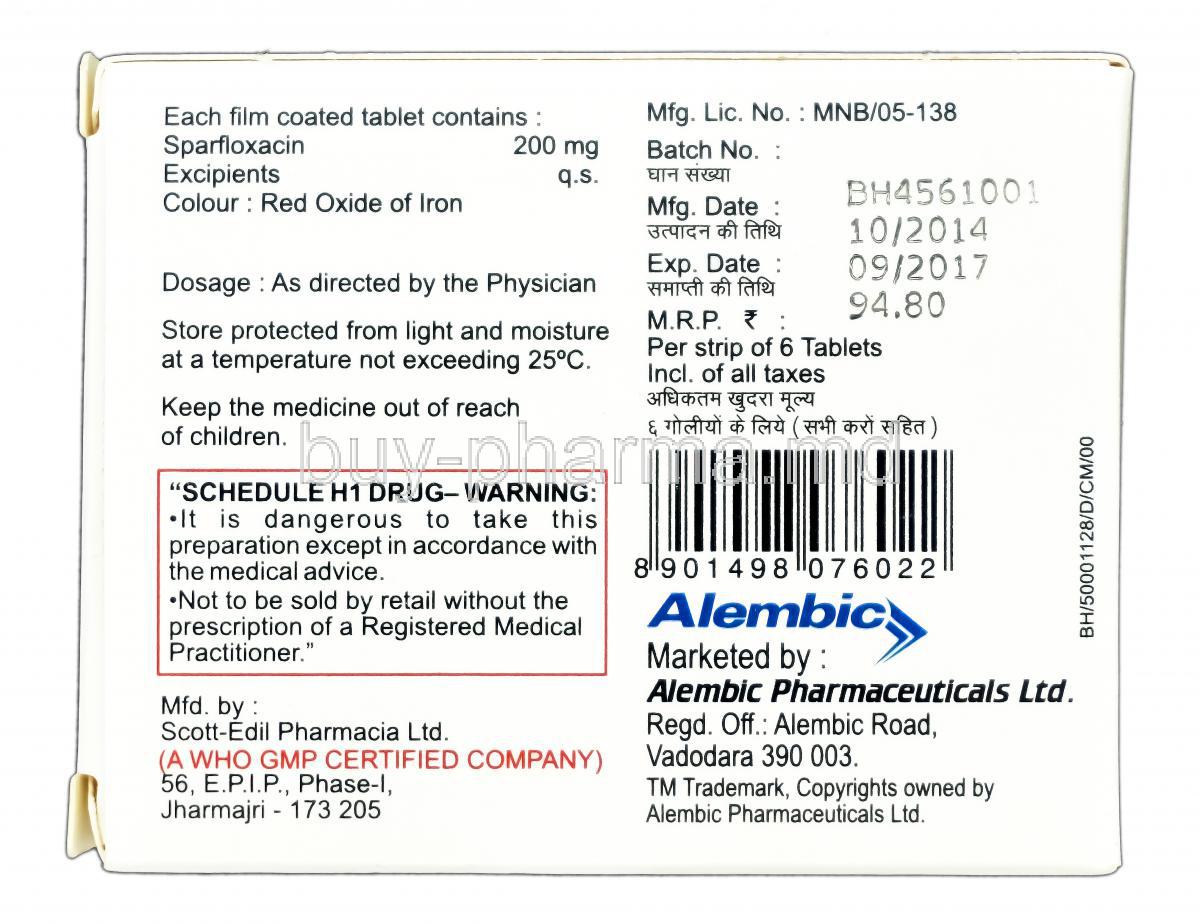 Each film coated tablet contains :
Sparfloxacin 200 mg
Excipients q.s.
Colour : Red Oxide of Iron
Dosage : As directed by the Physician
Store protected from light and moisture
at a temperature not exceeding 25ºC.
Keep the medicine out of reach
of children.
“SCHEDULE H1 DRUG– WARNING:
•It is dangerous to take this
preparation except in accordance with
the medical advice.
•Not to be sold by retail without the
prescription of a Registered Medical
Practitioner.”
Mfd. by :
Scott-Edil Pharmacia Ltd.
(A WHO GMP CERTIFIED COMPANY)
56, E.P.I.P., Phase-I,
Jharmajri - 173 205
Mfg. Lic. No. : MNB/05-138
Batch No. :
घान संख्या
BH4561001
Mfg. Date :
उत्पादन की तिथि
10/2014
Exp. Date :
समाप्ती की तिथि
09/2017
M.R.P. ₹ :
94.80
Per strip of 6 Tablets
Incl. of all taxes
अधिकतम खुदरा मूल्य
६ गोलीयों के लिये ( सभी करों सहित )
buy-pharma.md
8 901498 076022
Alembic
Marketed by :
Alembic Pharmaceuticals Ltd.
Regd. Off.: Alembic Road,
Vadodara 390 003.
TM Trademark, Copyrights owned by
Alembic Pharmaceuticals Ltd.
BH/50001128/D/CM/00